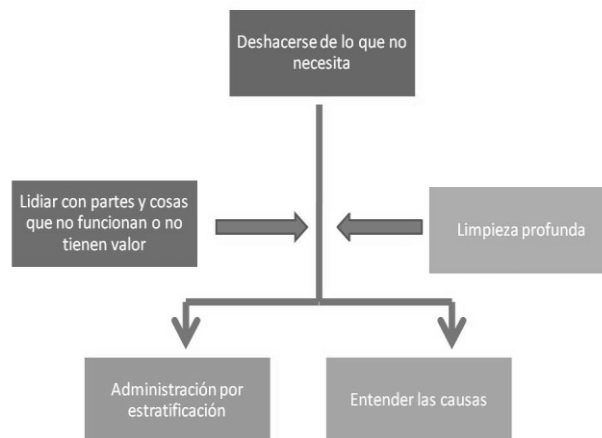 Deshacerse de lo que no
necesita
Lidiar con partes y cosas
que no funcionan o no
tienen valor
Limpieza profunda
Administración por
estratificación
Entender las causas